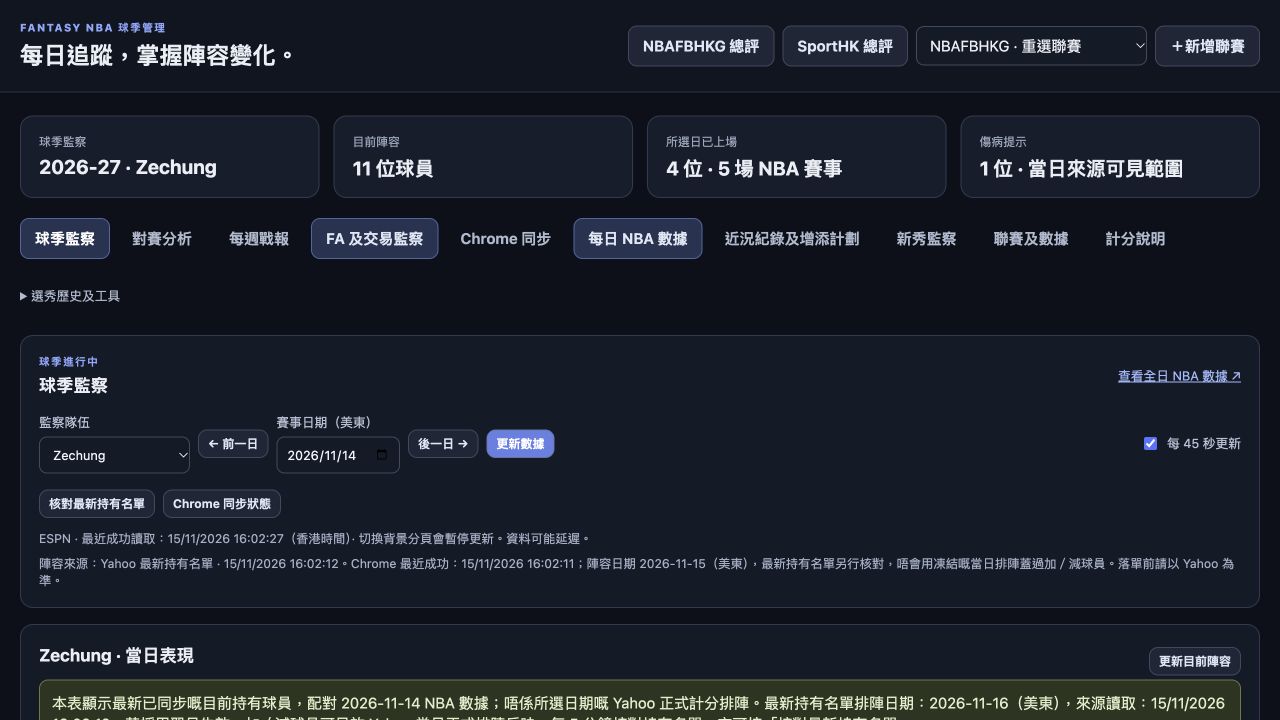 FANTASY NBA 球季管理
每日追蹤，掌握陣容變化。
NBAFBHKG 總評
SportHK 總評
NBAFBHKG · 重選聯賽
＋新增聯賽
球季監察
2026-27 · Zechung
目前陣容
11 位球員
所選日已上場
4 位 · 5 場 NBA 賽事
傷病提示
1 位 · 當日來源可見範圍
球季監察
對賽分析
每週戰報
FA 及交易監察
Chrome 同步
每日 NBA 數據
近況紀錄及增添計劃
新秀監察
聯賽及數據
計分說明
▶ 選秀歷史及工具
球季進行中
球季監察
查看全日 NBA 數據 ↗
監察隊伍
Zechung
← 前一日
賽事日期（美東）
2026/11/14
後一日 →
更新數據
每 45 秒更新
核對最新持有名單
Chrome 同步狀態
ESPN · 最近成功讀取：15/11/2026 16:02:27（香港時間）· 切換背景分頁會暫停更新。資料可能延遲。
陣容來源：Yahoo 最新持有名單 · 15/11/2026 16:02:12。Chrome 最近成功：15/11/2026 16:02:11；陣容日期 2026-11-15（美東），最新持有名單另行核對，唔會用凍結嘅當日排陣蓋過加 / 減球員。落單前請以 Yahoo 為
準。
Zechung · 當日表現
更新目前陣容
本表顯示最新已同步嘅目前持有球員，配對 2026-11-14 NBA 數據；唔係所選日期嘅 Yahoo 正式計分排陣。最新持有名單排陣日期：2026-11-16（美東），來源讀取：15/11/2026